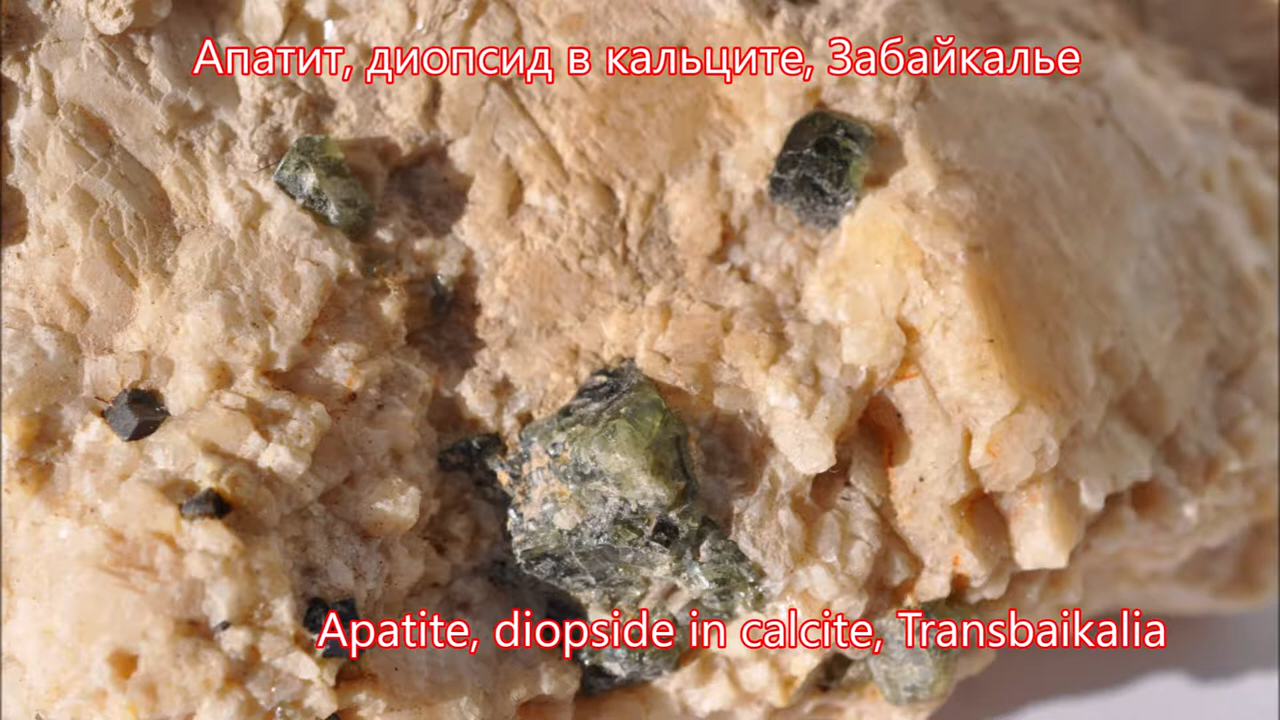 Апатит, диопсид в кальците, Забайкалье
Apatite, diopside in calcite, Transbaikalia